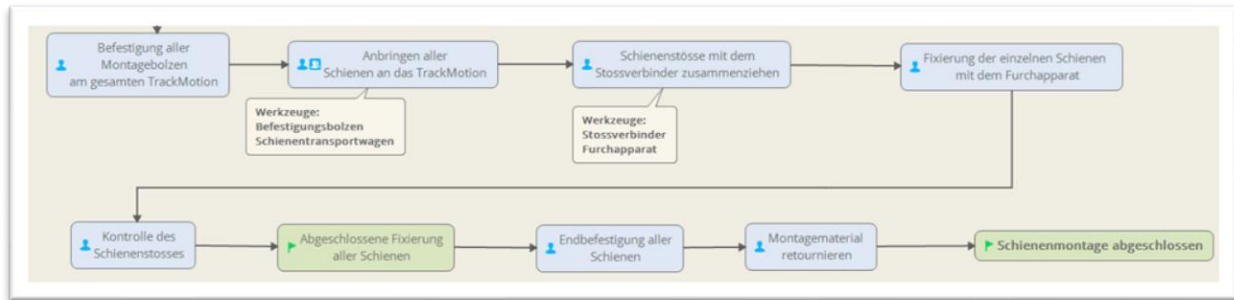 Befestigung aller
Montagebolzen
am gesamten TrackMotion
Anbringen aller
Schienen an das TrackMotion
Werkzeuge:
Befestigungsbolzen
Schienentransportwagen
Schienenstösse mit dem
Stossverbinder zusammenziehen
Werkzeuge:
Stossverbinder
Furchapparat
Fixierung der einzelnen Schienen
mit dem Furchapparat
Kontrolle des
Schienenstosses
Abgeschlossene Fixierung
aller Schienen
Endbefestigung aller
Schienen
Montagematerial
retournieren
Schienenmontage abgeschlossen